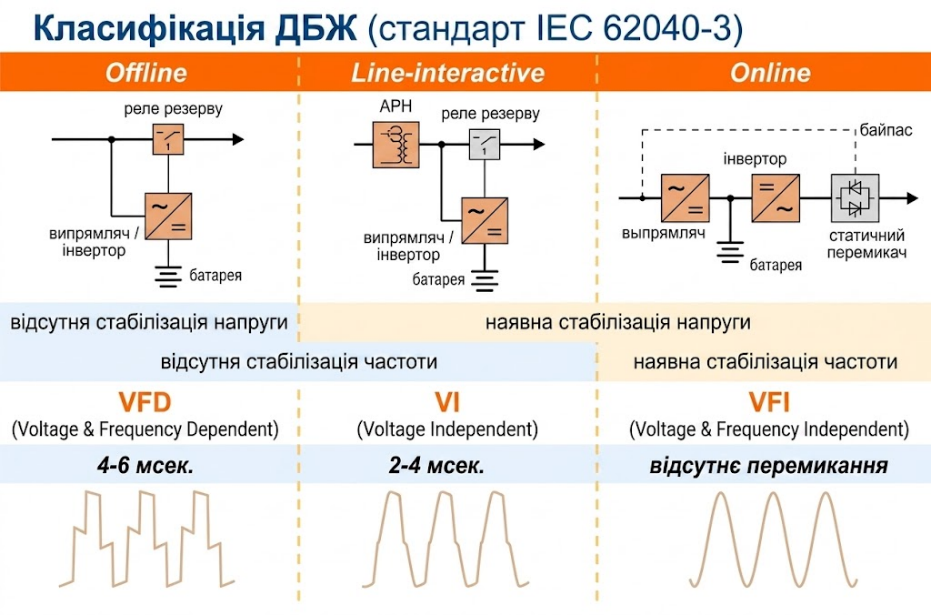 Класифікація ДБЖ (стандарт IEC 62040-3)
Offline
Line-interactive
Online
реле резерву
випрямляч /
інвертор
батарея
АРН
реле резерву
1
випрямляч /
інвертор
батарея
1
байпас
інвертор
выпрямляч
батарея
статичний
перемикач
відсутня стабілізація напруги
наявна стабілізація напруги
відсутня стабілізація частоти
наявна стабілізація частоти
VFD
(Voltage & Frequency Dependent)
VI
(Voltage Independent)
VFI
(Voltage & Frequency Independent)
4-6 мсек.
2-4 мсек.
відсутнє перемикання